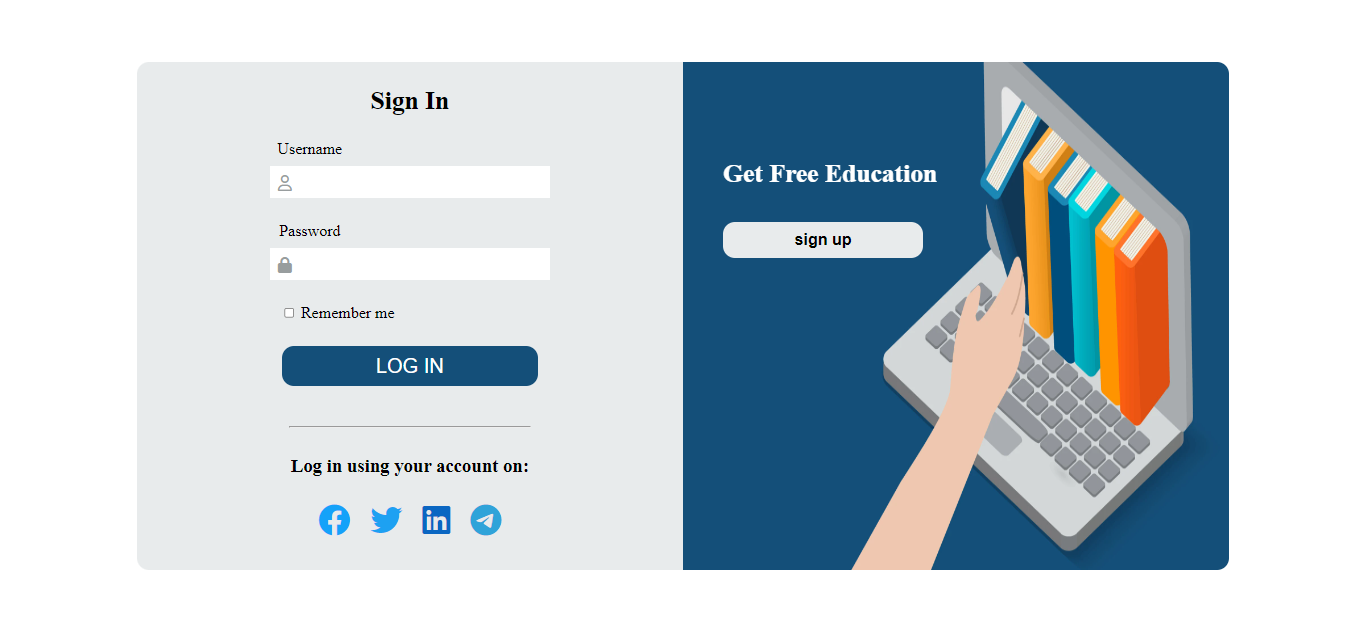 Sign In
Username
Password
Remember me
LOG IN
Log in using your account on:
Get Free Education
sign up